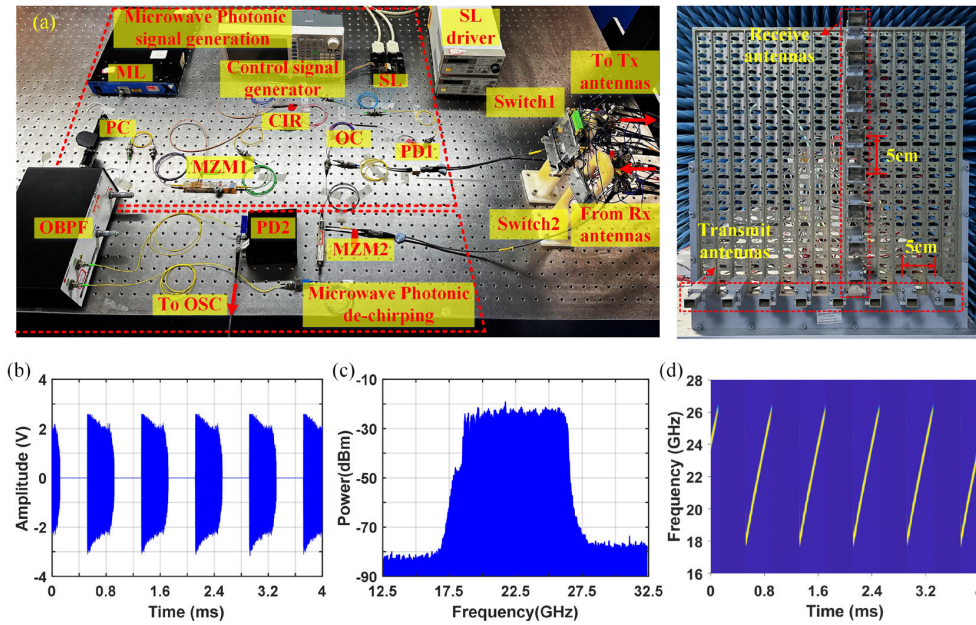 (a)
Microwave Photonic
signal generation
ML
Control signal
generator
SL
SL
driver
To Tx
antennas
Switch1
PC
CIR
OC
PD1
MZM1
OBPF
PD2
MZM2
Switch2
From Rx
antennas
To OSC
Microwave Photonic
de-chirping
Receive
antennas
5cm
Transmit
antennas
5cm
(b)
4
2
0
-2
-4
Amplitude (V)
0 0.8 1.6 2.4 3.2 4
Time (ms)
(c)
-10
-30
-50
-70
-90
Power(dBm)
12.5 17.5 22.5 27.5 32.5
Frequency(GHz)
(d)
28
26
24
22
20
18
16
Frequency (GHz)
0 0.8 1.6 2.4 3.2
Time (ms)